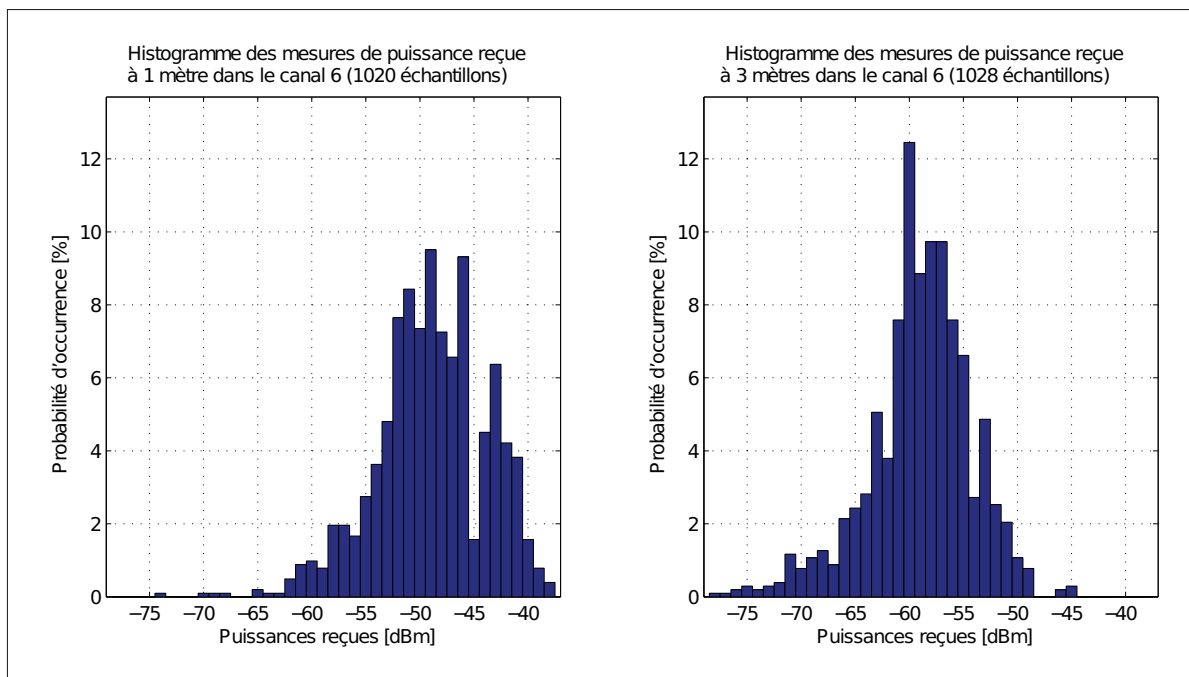 Histogramme des mesures de puissance reçue
à 1 mètre dans le canal 6 (1020 échantillons)
12
10
8
6
4
2
0
Probabilité d'occurrence [%]
−75 −70 −65 −60 −55 −50 −45 −40
Puissances reçues [dBm]
Histogramme des mesures de puissance reçue
à 3 mètres dans le canal 6 (1028 échantillons)
12
10
8
6
4
2
0
Probabilité d'occurrence [%]
−75 −70 −65 −60 −55 −50 −45 −40
Puissances reçues [dBm]